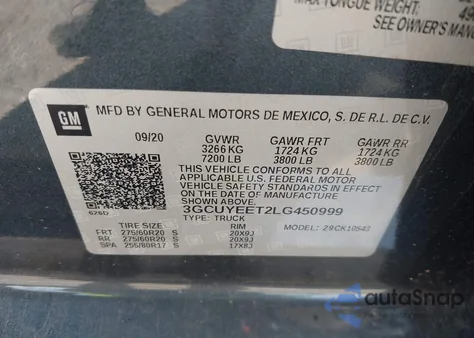 MAX TONGUE WEIGHT:
SEE OWNER'S MANU
GM
MFD BY GENERAL MOTORS DE MEXICO, S. DE R.L. DE C.V.
09/20 GVWR GAWR FRT GAWR RR
3266 KG 1724 KG 1724 KG
7200 LB 3800 LB 3800 LB
THIS VEHICLE CONFORMS TO ALL
APPLICABLE U.S. FEDERAL MOTOR
VEHICLE SAFETY STANDARDS IN EFFECT
ON THE DATE OF MANUFACTURE
SHOWN ABOVE.
3GCUYEET2LG450999
626D
TYPE: TRUCK MODEL:
TIRE SIZE RIM
FRT 275/60R20 S 20X9J
RR 275/60R20 S 20X9J
SPA 255/80R17 S 17X8J
autoSnap